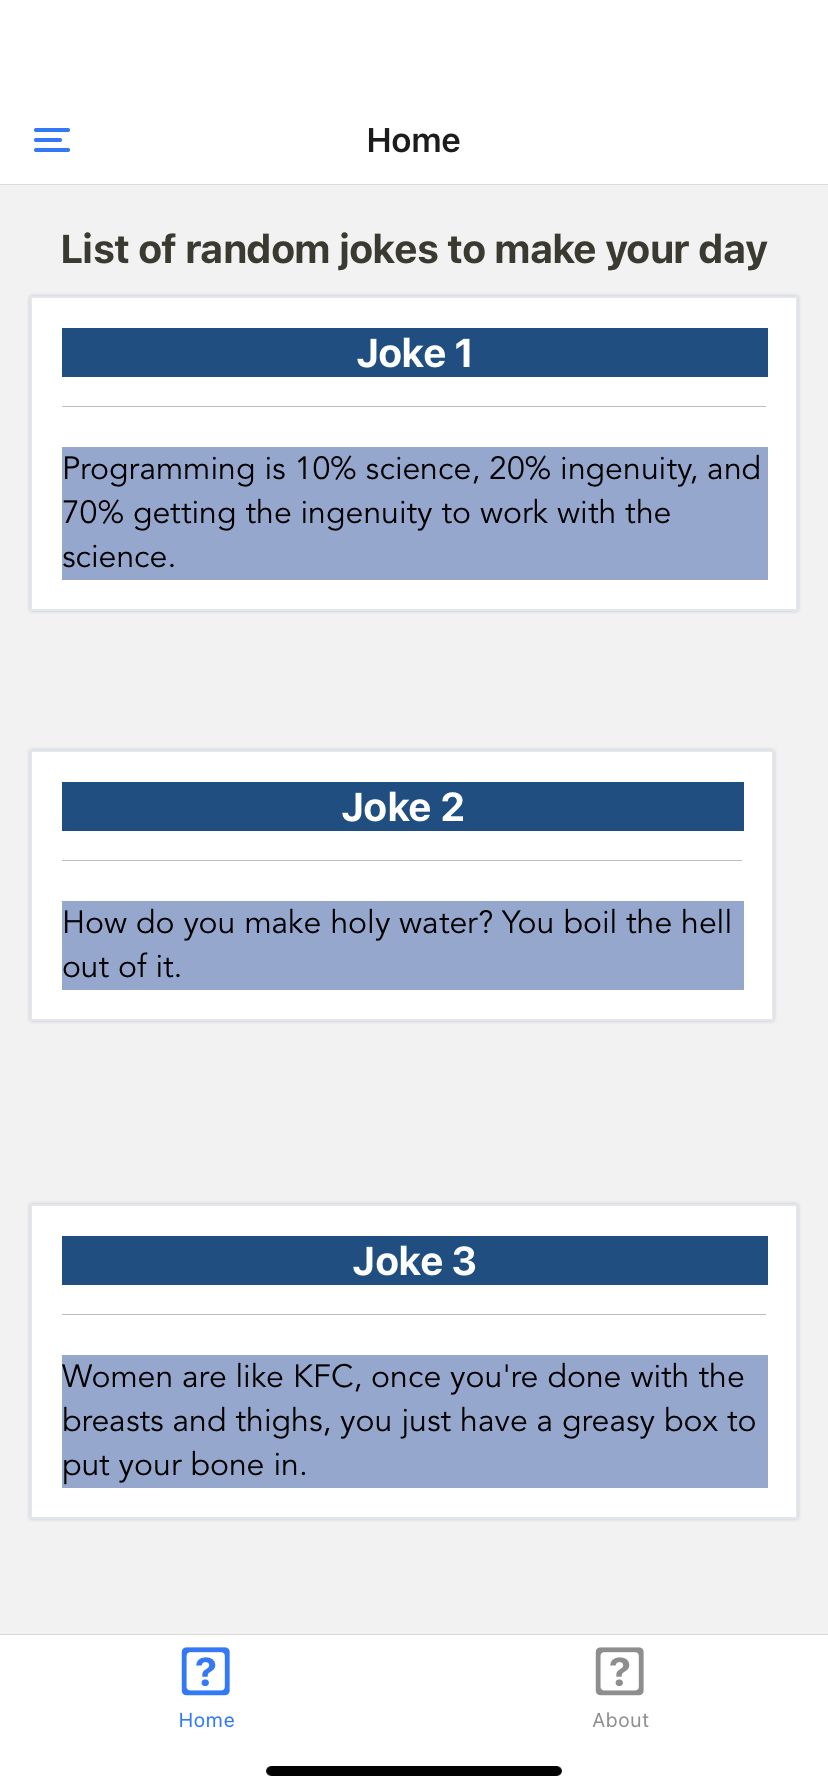 Home
List of random jokes to make your day
Joke 1
Programming is 10% science, 20% ingenuity, and
70% getting the ingenuity to work with the
science.
Joke 2
How do you make holy water? You boil the hell
out of it.
Joke 3
Women are like KFC, once you're done with the
breasts and thighs, you just have a greasy box to
put your bone in.
?
?
Home
About